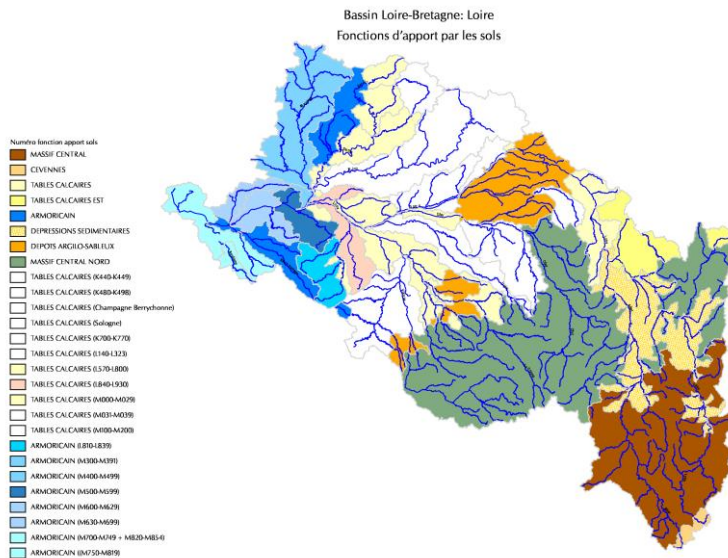 Bassin Loire-Bretagne: Loire
Fonctions d'apport par les sols
Numéro fonction apport sols
MASSIF CENTRAL
CEVENNES
TABLES CALCAIRES
TABLES CALCAIRES EST
ARMORICAIN
DEPRESSIONS SEDIMENTAIRES
DEPOTS ARGILO-SABLEUX
MASSIF CENTRAL NORD
TABLES CALCAIRES (K440-K449)
TABLES CALCAIRES (K480-K498)
TABLES CALCAIRES (Champagne Berrychonne)
TABLES CALCAIRES (Sologne)
TABLES CALCAIRES (K700-K770)
TABLES CALCAIRES (L140-L323)
TABLES CALCAIRES (L570-L800)
TABLES CALCAIRES (L840-L930)
TABLES CALCAIRES (M000-M029)
TABLES CALCAIRES (M031-M039)
TABLES CALCAIRES (M100-M200)
ARMORICAIN (L810-L839)
ARMORICAIN (M300-M391)
ARMORICAIN (M400-M499)
ARMORICAIN (M500-M599)
ARMORICAIN (M600-M629)
ARMORICAIN (M630-M699)
ARMORICAIN (M700-M749 + M820-M854)
ARMORICAIN ((M750-M819)